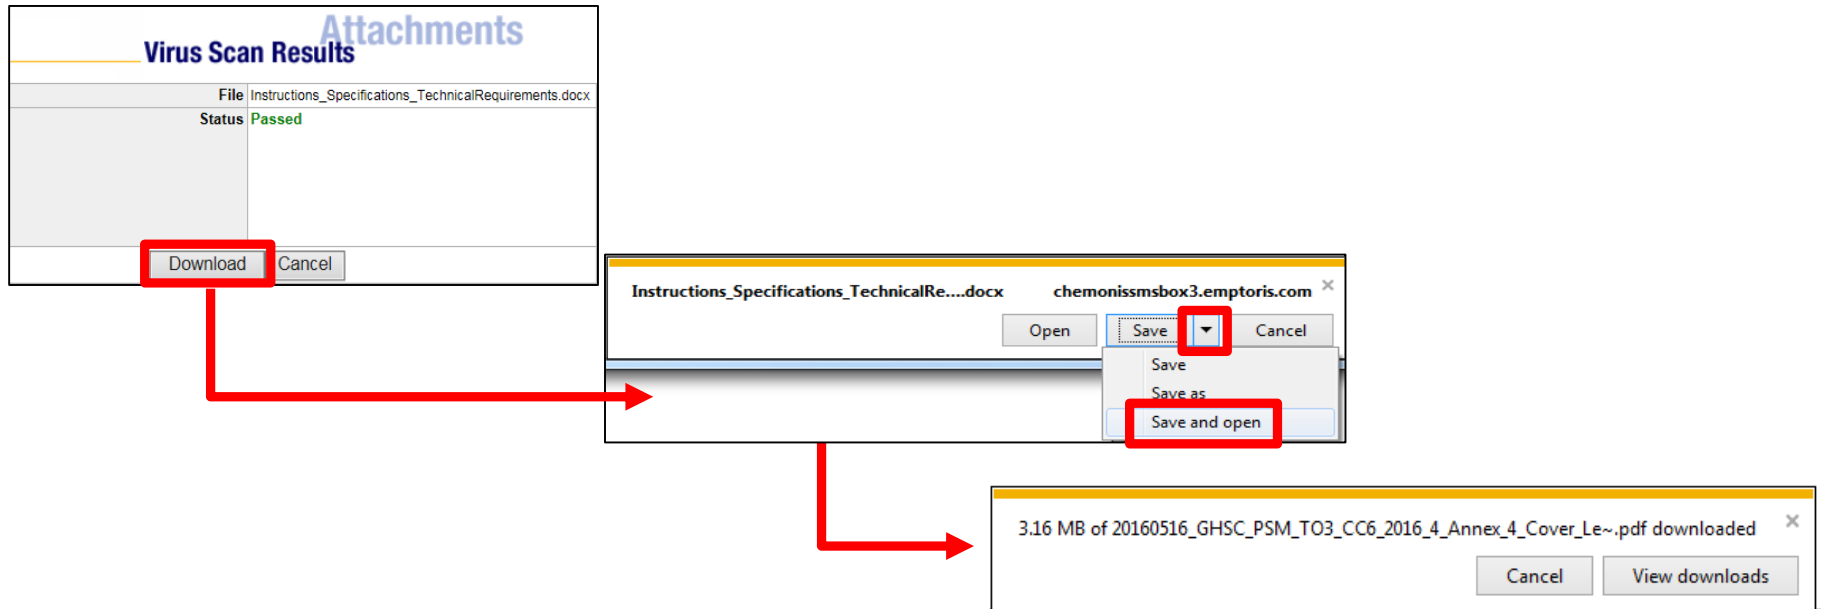 Attachments
Virus Scan Results
File Instructions_Specifications_TechnicalRequirements.docx
Status Passed
Download Cancel
Instructions_Specifications_TechnicalRe....docx chemonissmsbox3.emptoris.com ×
Open Save Cancel
Save
Save as
Save and open
3.16 MB of 20160516_GHSC_PSM_TO3_CC6_2016_4_Annex_4_Cover_Le~.pdf downloaded ×
Cancel View downloads